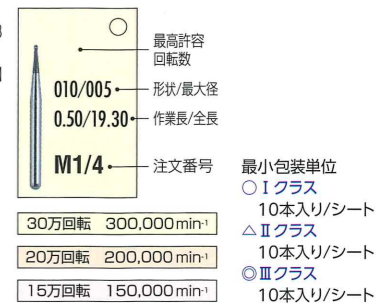 ○
最高許容
回転数
010/005 形状/最大径
0.50/19.30 作業長/全長
M1/4 注文番号
30万回転 300,000min⁻¹
20万回転 200,000min⁻¹
15万回転 150,000min⁻¹
最小包装単位
○Ⅰクラス
10本入り/シート
△Ⅱクラス
10本入り/シート
◎Ⅲクラス
10本入り/シート